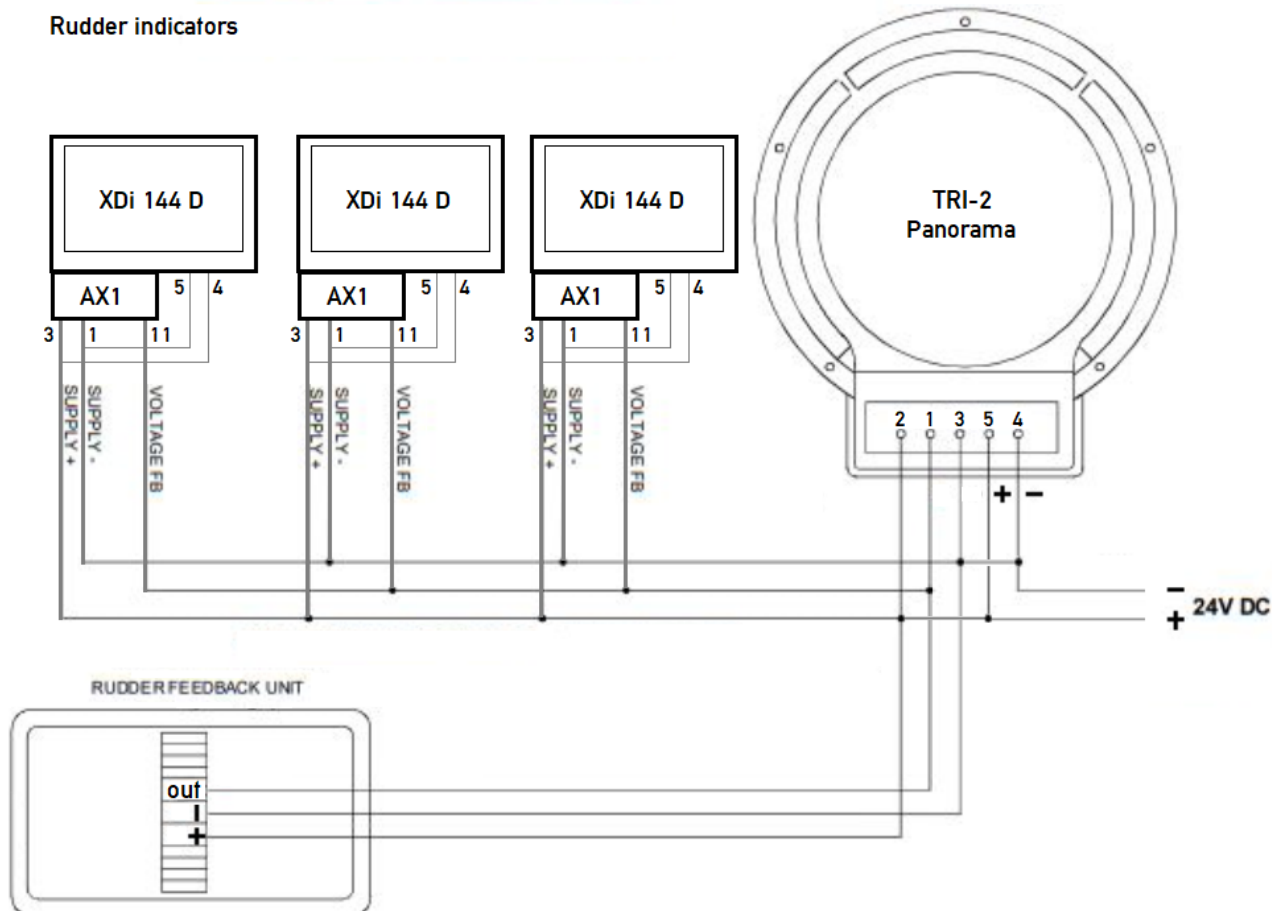 Rudder indicators
XDi 144 D
XDi 144 D
XDi 144 D
TRI-2
Panorama
AX1
5
4
AX1
5
4
AX1
5
4
3
1
11
3
1
11
3
1
11
SUPPLY +
SUPPLY -
VOLTAGE FB
SUPPLY +
SUPPLY -
VOLTAGE FB
SUPPLY +
SUPPLY -
VOLTAGE FB
2 1 3 5 4
+ −
−
24V DC
+
RUDDER FEEDBACK UNIT
out
−
+